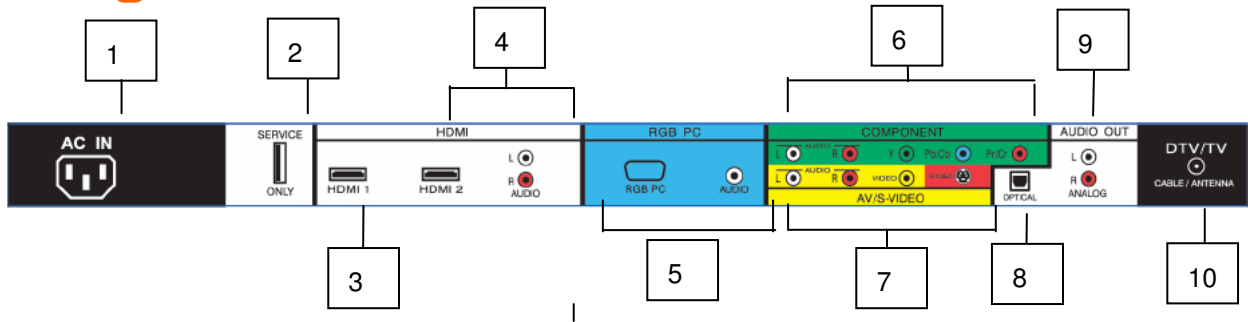 1
2
4
6
9
AC IN
SERVICE
ONLY
HDMI
HDMI 1
HDMI 2
L
R
AUDIO
RGB PC
RGB PC
AUDIO
COMPONENT
L AUDIO R Y Pb/Cb Pr/Cr
L AUDIO R VIDEO S-VIDEO
AV/S-VIDEO
OPTICAL
AUDIO OUT
L
R
ANALOG
DTV/TV
CABLE / ANTENNA
3
5
7
8
10